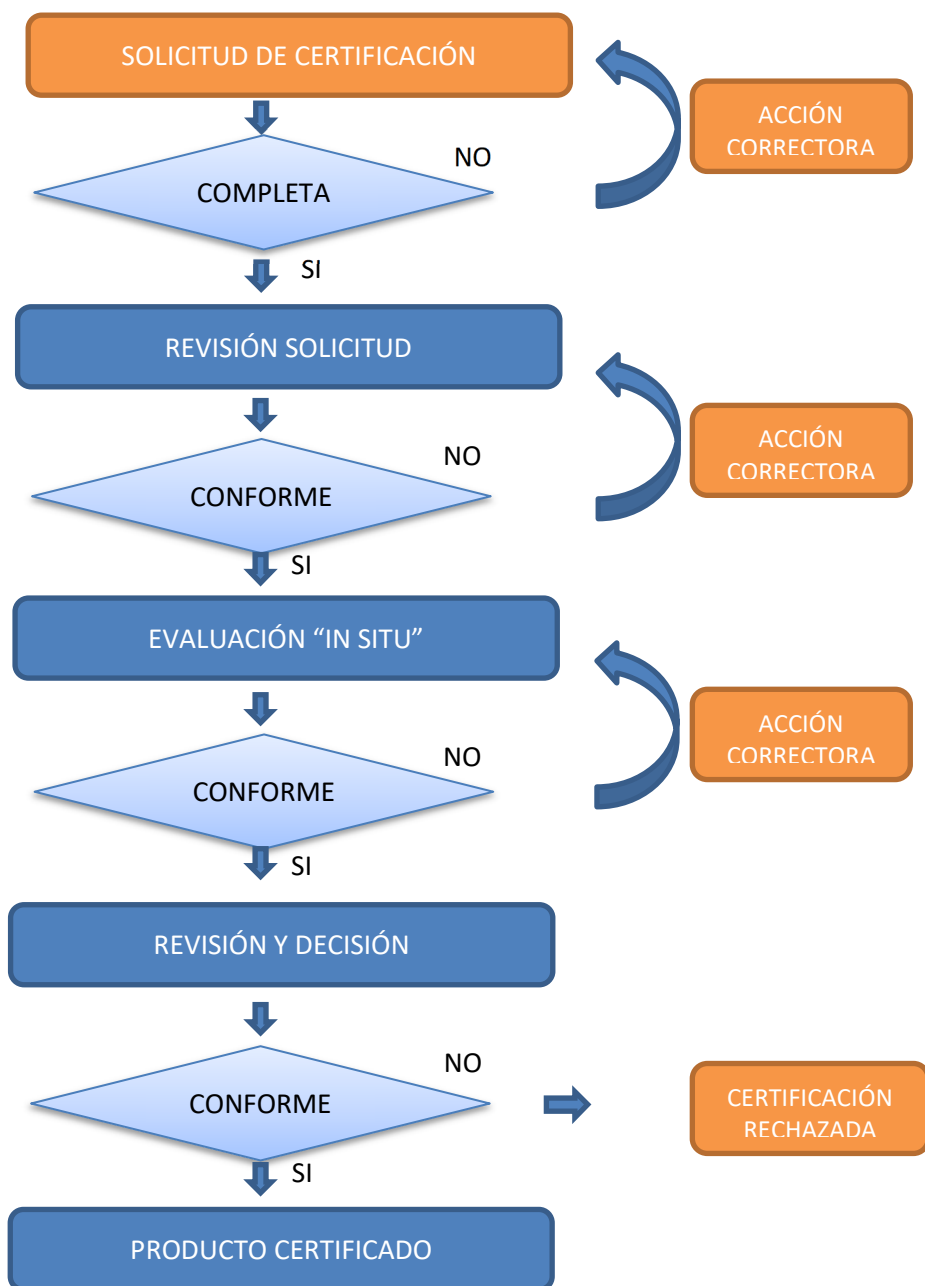 SOLICITUD DE CERTIFICACIÓN
ACCIÓN
CORRECTORA
NO
COMPLETA
SI
REVISIÓN SOLICITUD
ACCIÓN
CORRECTORA
NO
CONFORME
SI
EVALUACIÓN “IN SITU”
ACCIÓN
CORRECTORA
NO
CONFORME
SI
REVISIÓN Y DECISIÓN
NO
CONFORME
CERTIFICACIÓN
RECHAZADA
SI
PRODUCTO CERTIFICADO